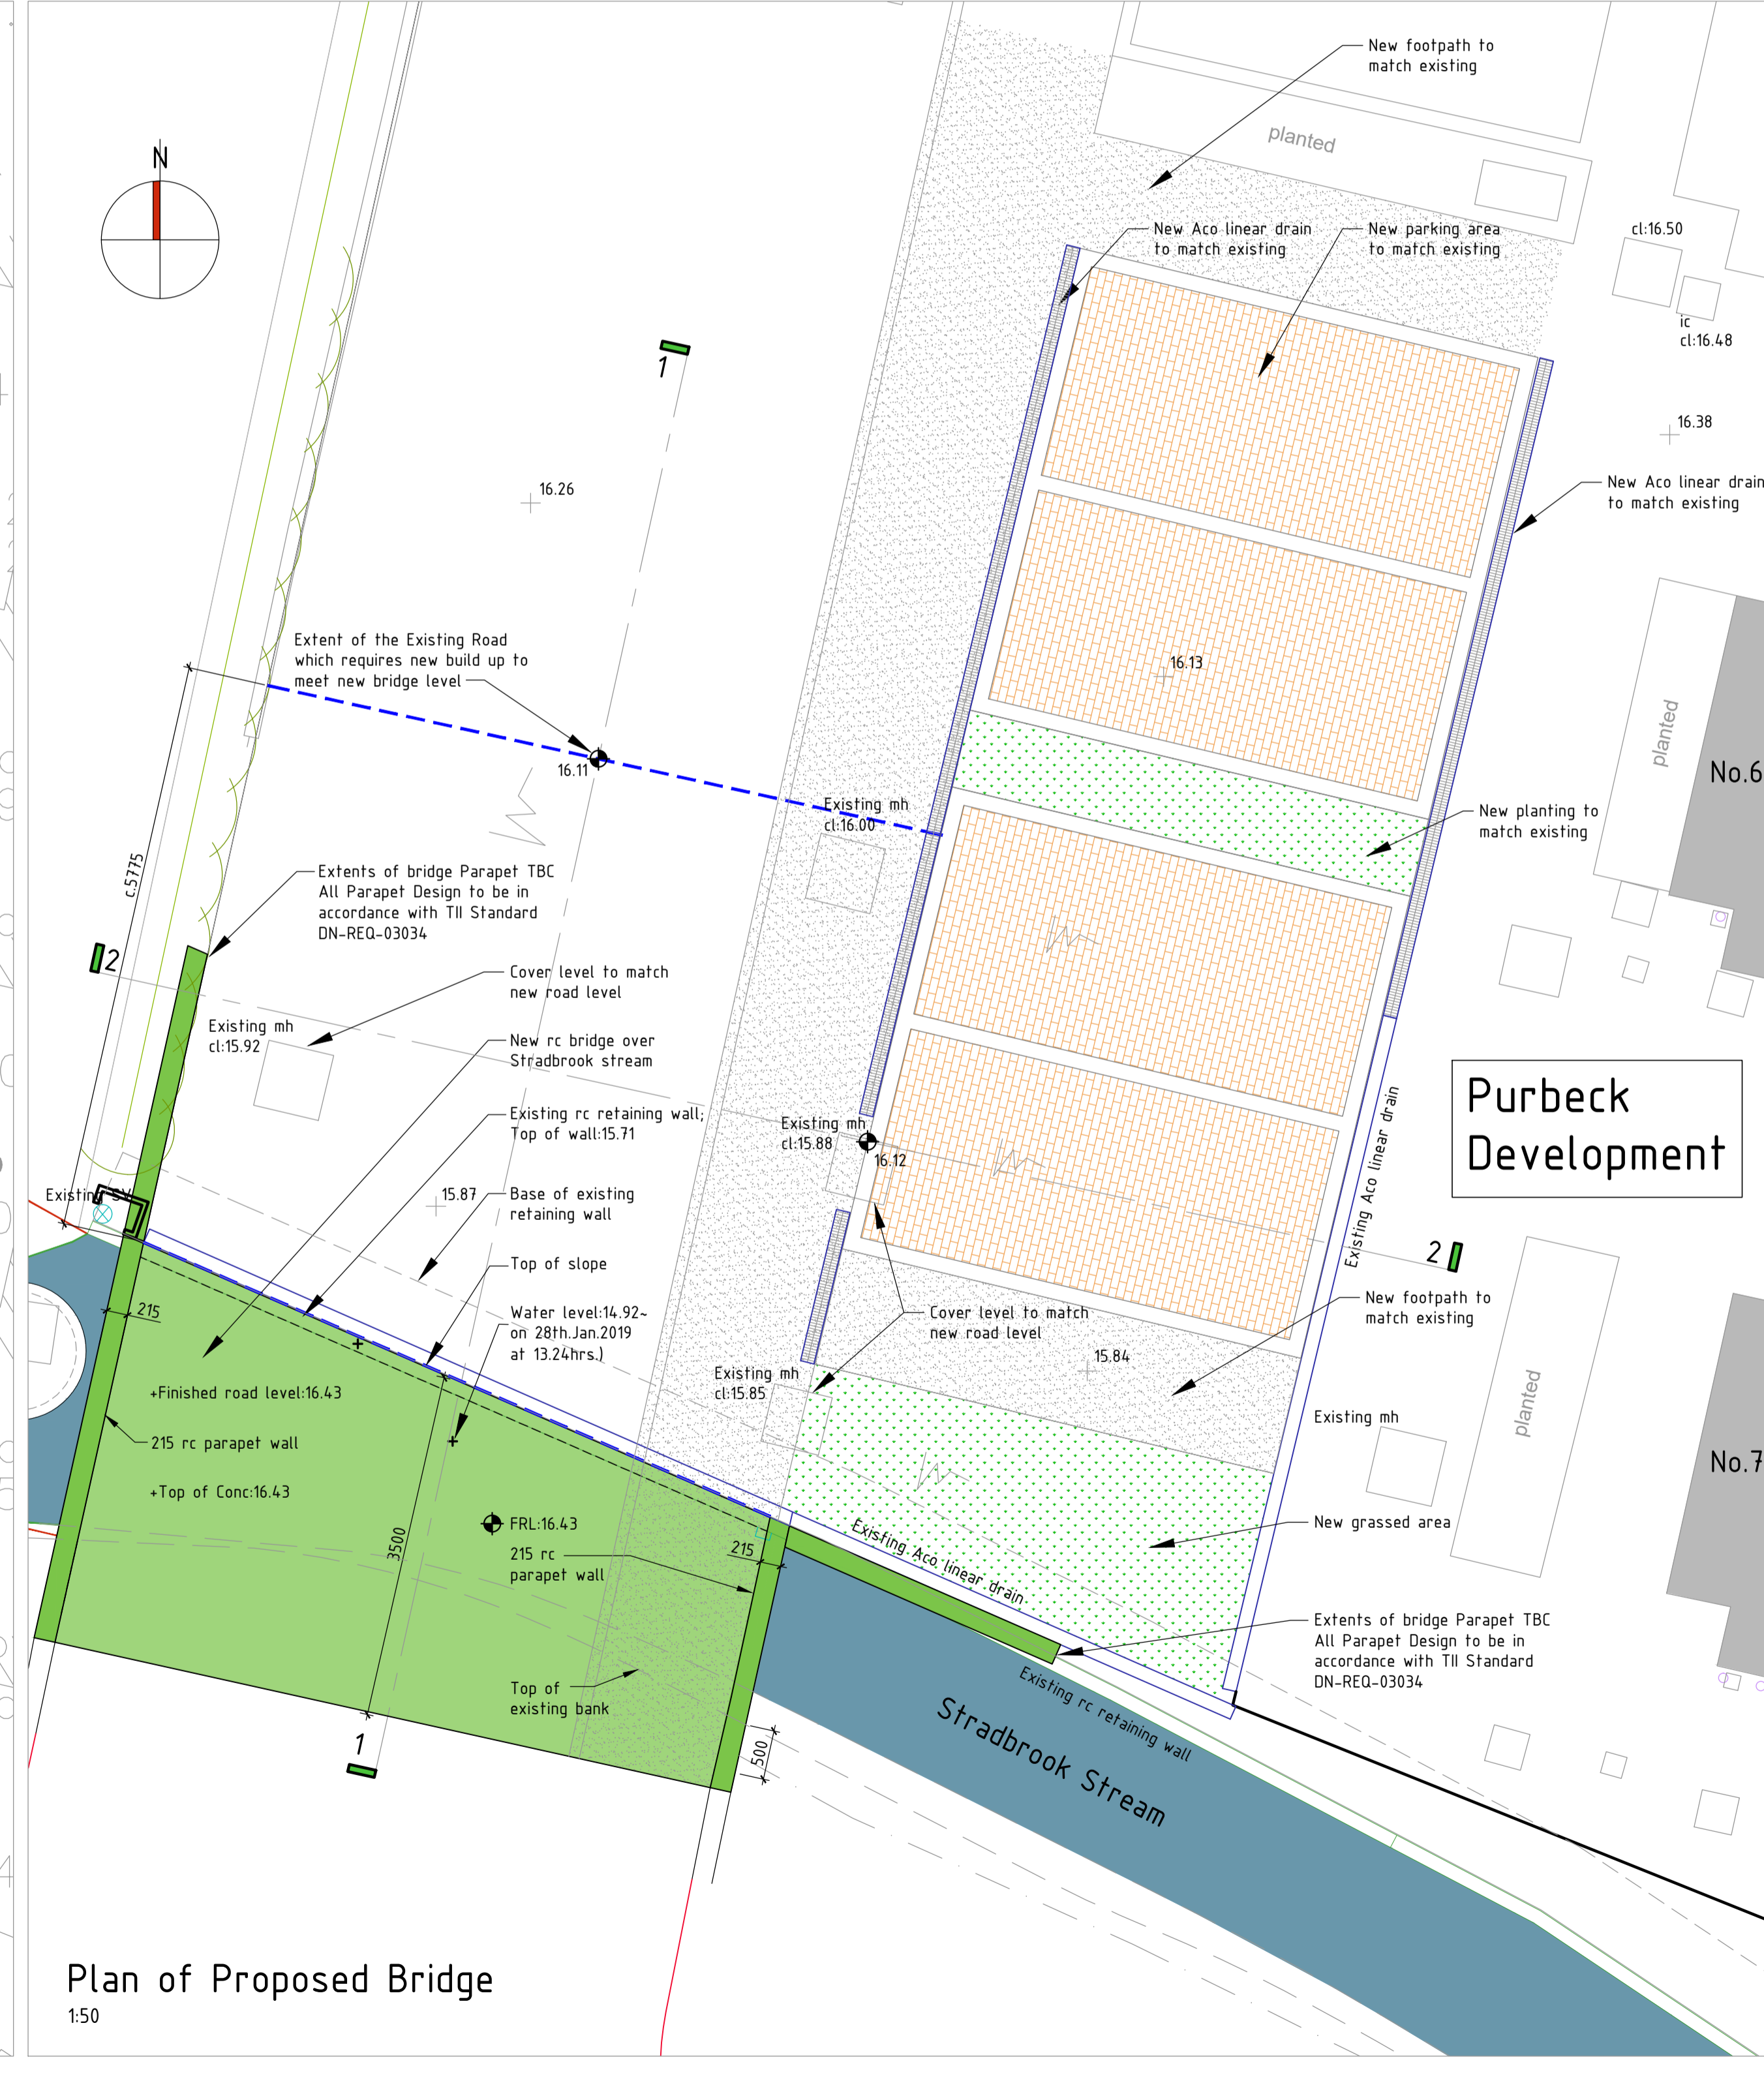 New footpath to
match existing
planted
N
New Aco linear drain
to match existing
New parking area
to match existing
cl:16.50
ic
cl:16.48
1
16.38
16.26
New Aco linear drain
to match existing
Extent of the Existing Road
which requires new build up to
meet new bridge level
16.13
planted
No.6
16.11
Existing mh
cl:16.00
New planting to
match existing
c.5775
Extents of bridge Parapet TBC
All Parapet Design to be in
accordance with TII Standard
DN-REQ-03034
2
Cover level to match
new road level
Existing mh
cl:15.92
New rc bridge over
Stradbrook stream
Purbeck
Development
Existing rc retaining wall;
Top of wall:15.71
Existing mh
cl:15.88
16.12
Existing Aco linear drain
Existing SV
15.87
Base of existing
retaining wall
2
Top of slope
New footpath to
match existing
215
Water level:14.92~
on 28th.Jan.2019
at 13.24hrs.)
Cover level to match
new road level
15.84
Existing mh
cl:15.85
+Finished road level:16.43
planted
Existing mh
215 rc parapet wall
No.7
+Top of Conc:16.43
3500
FRL:16.43
New grassed area
215 rc
parapet wall
215
Existing Aco linear drain
Extents of bridge Parapet TBC
All Parapet Design to be in
accordance with TII Standard
DN-REQ-03034
Top of
existing bank
Existing rc retaining wall
Stradbrook Stream
1
500
Plan of Proposed Bridge
1:50